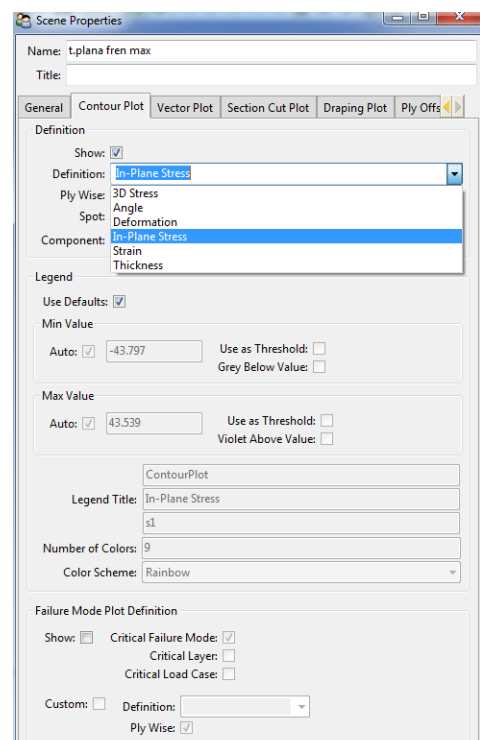 Scene Properties
Name: t.plana fren max
Title:
General Contour Plot Vector Plot Section Cut Plot Draping Plot Ply Offs
Definition
Show:
Definition: In-Plane Stress
Ply Wise: 3D Stress
Angle
Spot: Deformation
Component: In-Plane Stress
Strain
Thickness
Legend
Use Defaults:
Min Value
Auto: -43.797 Use as Threshold:
Grey Below Value:
Max Value
Auto: 43.539 Use as Threshold:
Violet Above Value:
ContourPlot
Legend Title: In-Plane Stress
s1
Number of Colors: 9
Color Scheme: Rainbow
Failure Mode Plot Definition
Show: Critical Failure Mode:
Critical Layer:
Critical Load Case:
Custom: Definition:
Ply Wise: